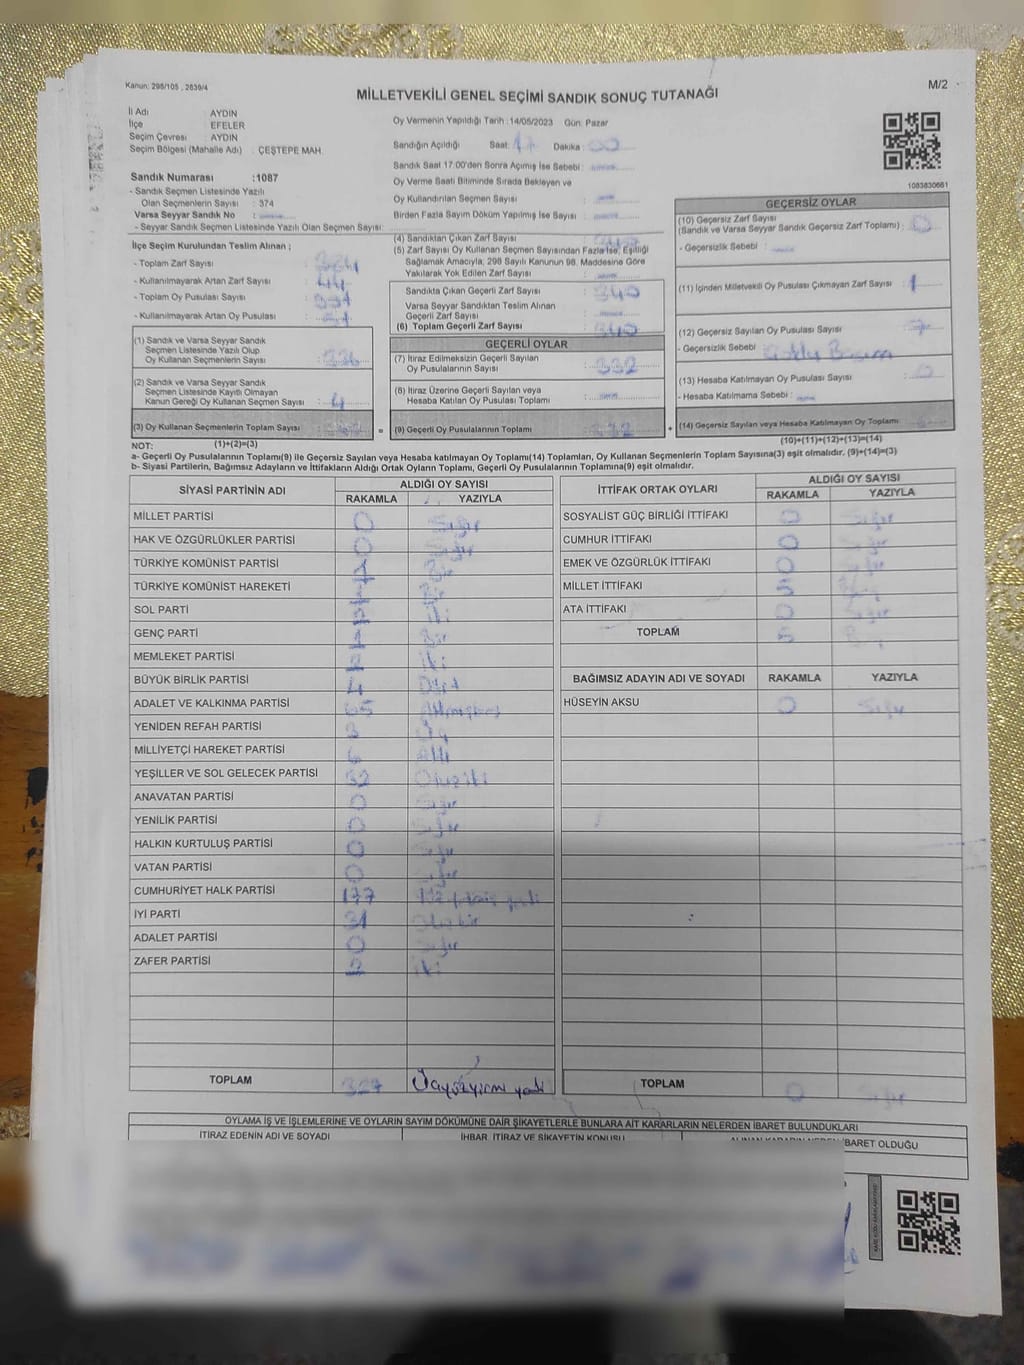 Kanun: 298/105 , 2839/4
M/2
MİLLETVEKİLİ GENEL SEÇİMİ SANDIK SONUÇ TUTANAĞI
İl Adı AYDIN
İlçe EFELER
Seçim Çevresi : AYDIN
Seçim Bölgesi (Mahalle Adı) : ÇEŞTEPE MAH.
Oy Vermenin Yapıldığı Tarih :14/05/2023 Gün: Pazar
Sandığın Açıldığı Saat: 17 Dakika : 00
Sandık Saat 17:00'den Sonra Açılmış İse Sebebi :
Oy Verme Saati Bitiminde Sırada Bekleyen ve
Oy Kullandırılan Seçmen Sayısı :
Birden Fazla Sayım Döküm Yapılmış İse Sayısı :
1083830661
Sandık Numarası :1087
- Sandık Seçmen Listesinde Yazılı
Olan Seçmenlerin Sayısı : 374
Varsa Seyyar Sandık No :
- Seyyar Sandık Listesinde Yazılı Olan Seçmen Sayısı:
İlçe Seçim Kurulundan Teslim Alınan ;
- Toplam Zarf Sayısı : 384
- Kullanılmayarak Artan Zarf Sayısı : 44
- Toplam Oy Pusulası Sayısı :
- Kullanılmayarak Artan Oy Pusulası :
(1) Sandık ve Varsa Seyyar Sandık
Seçmen Listesinde Yazılı Olup
Oy Kullanan Seçmenlerin Sayısı : 336
(2) Sandık ve Varsa Seyyar Sandık
Seçmen Listesinde Kayıtlı Olmayan
Kanun Gereği Oy Kullanan Seçmen Sayısı : 4
(3) Oy Kullanan Seçmenlerin Toplam Sayısı :
(4) Sandıktan Çıkan Zarf Sayısı :
(5) Zarf Sayısı Oy Kullanan Seçmen Sayısından Fazla İse, Eşitliği
Sağlamak Amacıyla, 298 Sayılı Kanunun 98. Maddesine Göre
Yakılarak Yok Edilen Zarf Sayısı :
Sandıkta Çıkan Geçerli Zarf Sayısı : 340
Varsa Seyyar Sandıktan Teslim Alınan
Geçerli Zarf Sayısı :
(6) Toplam Geçerli Zarf Sayısı : 340
GEÇERLİ OYLAR
(7) İtiraz Edilmeksizin Geçerli Sayılan
Oy Pusulalarının Sayısı : 332
(8) İtiraz Üzerine Geçerli Sayılan veya
Hesaba Katılan Oy Pusulası Toplamı :
= (9) Geçerli Oy Pusulalarının Toplamı : 332
GEÇERSİZ OYLAR
(10) Geçersiz Zarf Sayısı
(Sandık ve Varsa Seyyar Sandık Geçersiz Zarf Toplamı) : 0
- Geçersizlik Sebebi :
(11) İçinden Milletvekili Oy Pusulası Çıkmayan Zarf Sayısı : 1
(12) Geçersiz Sayılan Oy Pusulası Sayısı : 7
- Geçersizlik Sebebi :
(13) Hesaba Katılmayan Oy Pusulası Sayısı : 0
- Hesaba Katılmama Sebebi :
+ (14) Geçersiz Sayılan veya Hesaba Katılmayan Oy Toplamı :
NOT: (1)+(2)=(3)
(10)+(11)+(12)+(13)=(14)
a- Geçerli Oy Pusulalarının Toplamı(9) ile Geçersiz Sayılan veya Hesaba katılmayan Oy Toplamı(14) Toplamları, Oy Kullanan Seçmenlerin Toplam Sayısına(3) eşit olmalıdır. (9)+(14)=(3)
b- Siyasi Partilerin, Bağımsız Adayların ve İttifakların Aldığı Ortak Oyların Toplamı, Geçerli Oy Pusulalarının Toplamına(9) eşit olmalıdır.
SİYASİ PARTİNİN ADI ALDIĞI OY SAYISI
RAKAMLA YAZIYLA
MİLLET PARTİSİ 0 Sıfır
HAK VE ÖZGÜRLÜKLER PARTİSİ 0 Sıfır
TÜRKİYE KOMÜNİST PARTİSİ Bir
TÜRKİYE KOMÜNİST HAREKETİ Bir
SOL PARTİ İki
GENÇ PARTİ Bir
MEMLEKET PARTİSİ İki
BÜYÜK BİRLİK PARTİSİ 4 Dört
ADALET VE KALKINMA PARTİSİ 65 Altmışbeş
YENİDEN REFAH PARTİSİ 3 Üç
MİLLİYETÇİ HAREKET PARTİSİ 6 Altı
YEŞİLLER VE SOL GELECEK PARTİSİ 32 Otuziki
ANAVATAN PARTİSİ 0 Sıfır
YENİLİK PARTİSİ 0 Sıfır
HALKIN KURTULUŞ PARTİSİ 0 Sıfır
VATAN PARTİSİ 0 Sıfır
CUMHURİYET HALK PARTİSİ 177 Yüz yetmiş yedi
İYİ PARTİ 31 Otuz bir
ADALET PARTİSİ 0 Sıfır
ZAFER PARTİSİ 2 İki
TOPLAM 327 Üçyüzyirmi yedi
İTTİFAK ORTAK OYLARI ALDIĞI OY SAYISI
RAKAMLA YAZIYLA
SOSYALİST GÜÇ BİRLİĞİ İTTİFAKI 0 Sıfır
CUMHUR İTTİFAKI 0 Sıfır
EMEK VE ÖZGÜRLÜK İTTİFAKI 0 Sıfır
MİLLET İTTİFAKI 5 Beş
ATA İTTİFAKI 0 Sıfır
TOPLAM 5 Beş
BAĞIMSIZ ADAYIN ADI VE SOYADI RAKAMLA YAZIYLA
HÜSEYİN AKSU 0 Sıfır
TOPLAM 0 Sıfır
OYLAMA İŞ VE İŞLEMLERİNE VE OYLARIN SAYIM DÖKÜMÜNE DAİR ŞİKAYETLERLE BUNLARA AİT KARARLARIN NELERDEN İBARET BULUNDUKLARI
İTİRAZ EDENİN ADI VE SOYADI İHBAR, İTİRAZ VE ŞİKAYETİN KONUSU ALINAN KARARIN NEDEN İBARET OLDUĞU